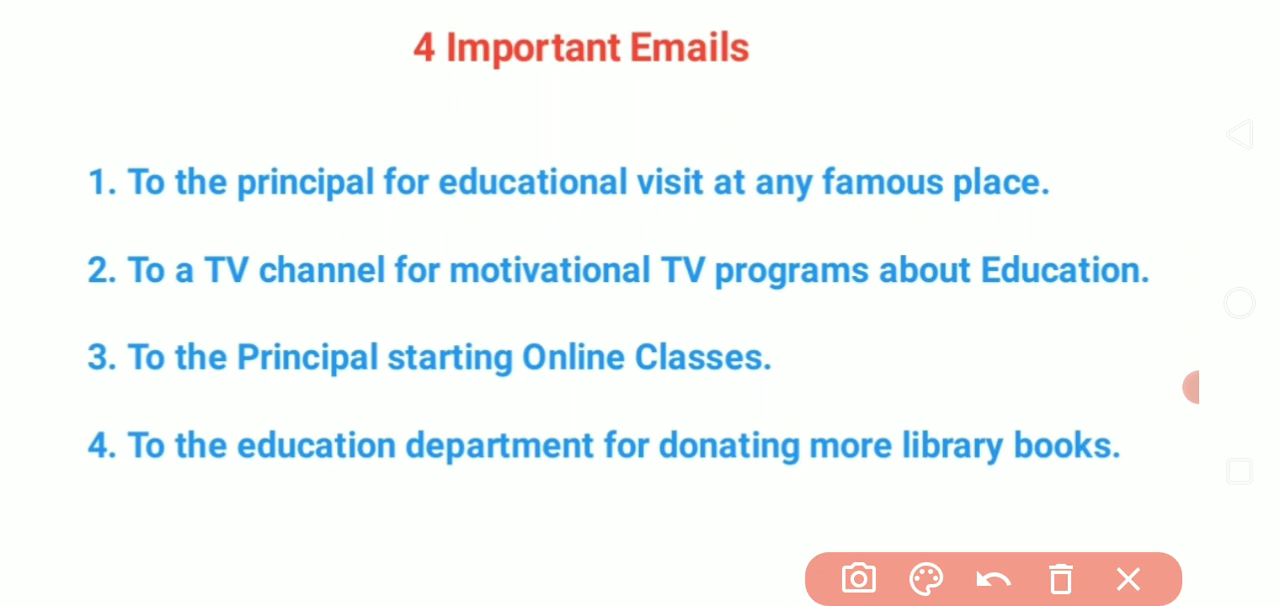 4 Important Emails
1. To the principal for educational visit at any famous place.
2. To a TV channel for motivational TV programs about Education.
3. To the Principal starting Online Classes.
4. To the education department for donating more library books.